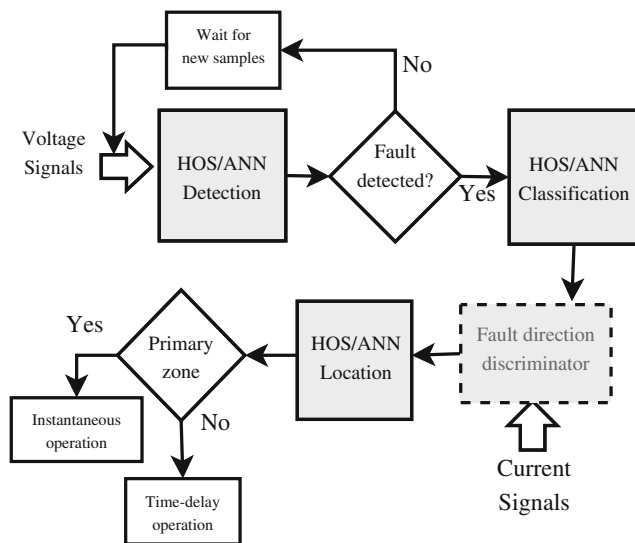 Wait for
new samples
No
Voltage
Signals
HOS/ANN
Detection
Fault
detected?
Yes
HOS/ANN
Classification
Yes
Primary
zone
HOS/ANN
Location
Fault direction
discriminator
Instantaneous
operation
No
Time-delay
operation
Current
Signals